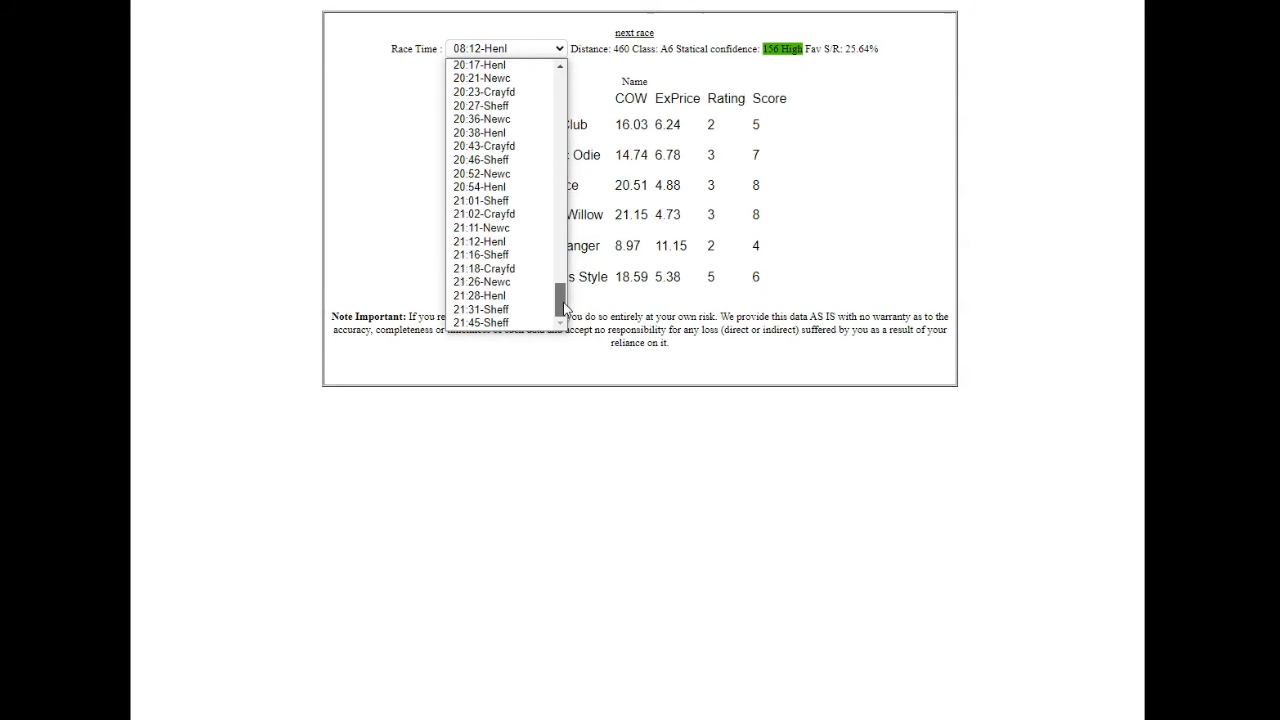 next race
Race Time : 08:12-Henl Distance: 460 Class: A6 Statical confidence: 156 High Fav S/R: 25.64%
20:17-Henl
20:21-Newc
20:23-Crayfd
20:27-Sheff
20:36-Newc
20:38-Henl
20:43-Crayfd
20:46-Sheff
20:52-Newc
20:54-Henl
21:01-Sheff
21:02-Crayfd
21:11-Newc
21:12-Henl
21:16-Sheff
21:18-Crayfd
21:26-Newc
21:28-Henl
21:31-Sheff
21:45-Sheff
Name
COW ExPrice Rating Score
Club 16.03 6.24 2 5
Odie 14.74 6.78 3 7
ce 20.51 4.88 3 8
Willow 21.15 4.73 3 8
anger 8.97 11.15 2 4
s Style 18.59 5.38 5 6
Note Important: If you re You do so entirely at your own risk. We provide this data AS IS with no warranty as to the
accuracy, completeness or accept no responsibility for any loss (direct or indirect) suffered by you as a result of your
reliance on it.